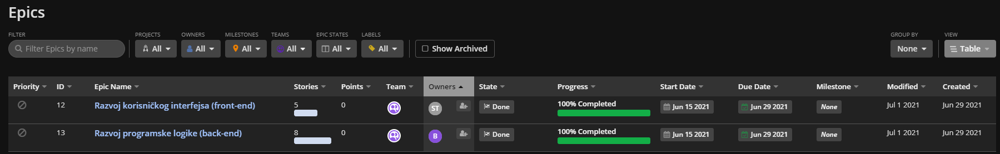 Epics
FILTER PROJECTS OWNERS MILESTONES TEAMS EPIC STATES LABELS GROUP BY VIEW
Filter Epics by name All All All All All All Show Archived None Table
Priority ID Epic Name Stories Points Team Owners State Progress Start Date Due Date Milestone Modified Created
12 Razvoj korisničkog interfejsa (front-end) 5 0 ST Done 100% Completed Jun 15 2021 Jun 29 2021 None Jul 1 2021 Jun 29 2021
13 Razvoj programske logike (back-end) 8 0 B Done 100% Completed Jun 15 2021 Jun 29 2021 None Jul 1 2021 Jun 29 2021